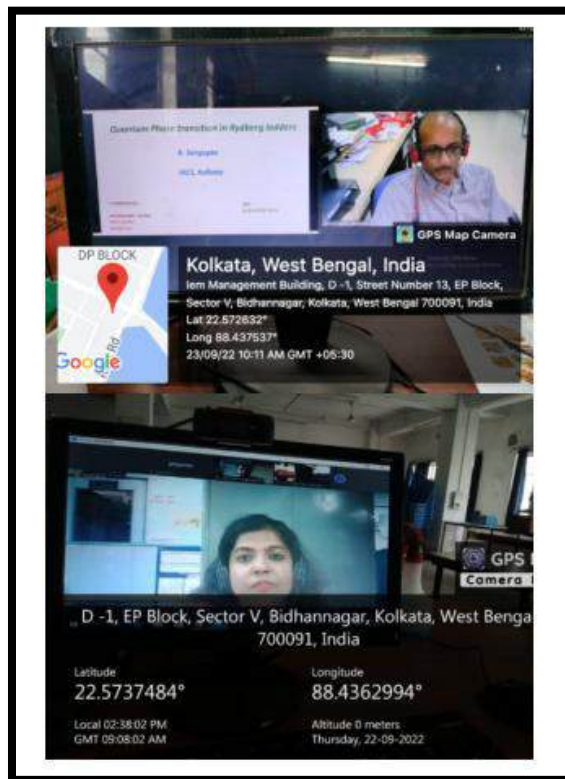 Quantum Phase transition in Rydberg ladders
K. Sengupta
IACS, Kolkata
GPS Map Camera
DP BLOCK
Google
Kolkata, West Bengal, India
Iem Management Building, D -1, Street Number 13, EP Block,
Sector V, Bidhannagar, Kolkata, West Bengal 700091, India
Lat 22.572632°
Long 88.437537°
23/09/22 10:11 AM GMT +05:30
GPS
Camera
D -1, EP Block, Sector V, Bidhannagar, Kolkata, West Benga
700091, India
Latitude
22.5737484°
Longitude
88.4362994°
Local 02:38:02 PM
GMT 09:08:02 AM
Altitude 0 meters
Thursday, 22-09-2022